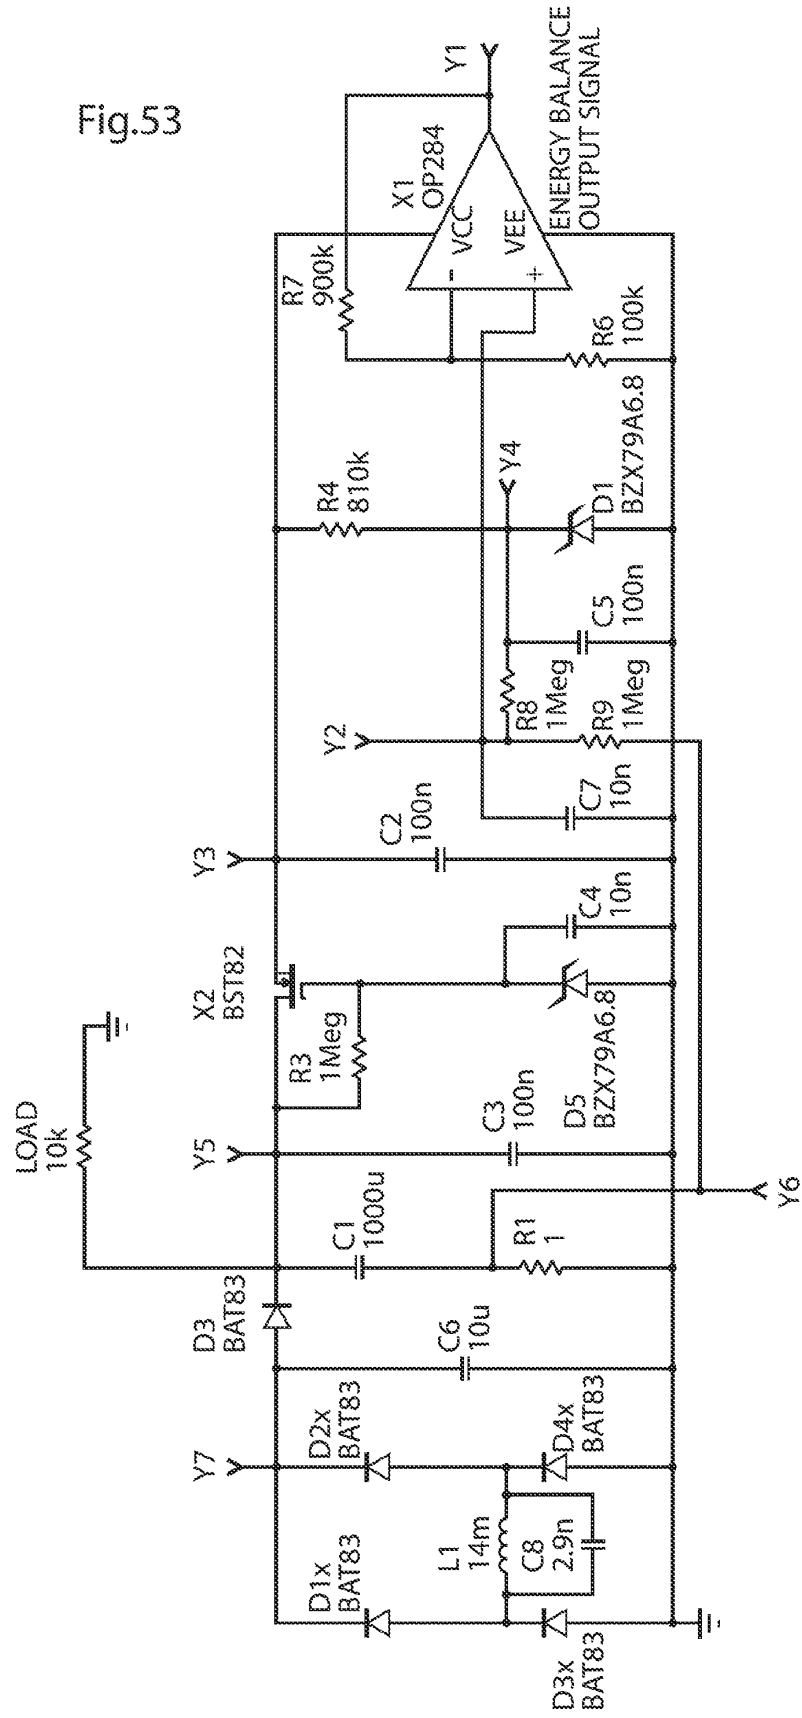 Fig.53
LOAD
10k
Y7
D3
BAT83
Y5
X2
BST82
Y3
D1x
BAT83
D2x
BAT83
C1
1000u
R3
1Meg
C2
100n
Y2
R4
810k
R7
900k
X1
OP284
Y1
VCC
VEE
-
+
ENERGY BALANCE
OUTPUT SIGNAL
L1
14m
C6
10u
C3
100n
R8
1Meg
Y4
C8
2.9n
R1
1
D3x
BAT83
D4x
BAT83
D5
BZX79A6.8
C4
10n
C7
10n
R9
1Meg
C5
100n
D1
BZX79A6.8
R6
100k
Y6